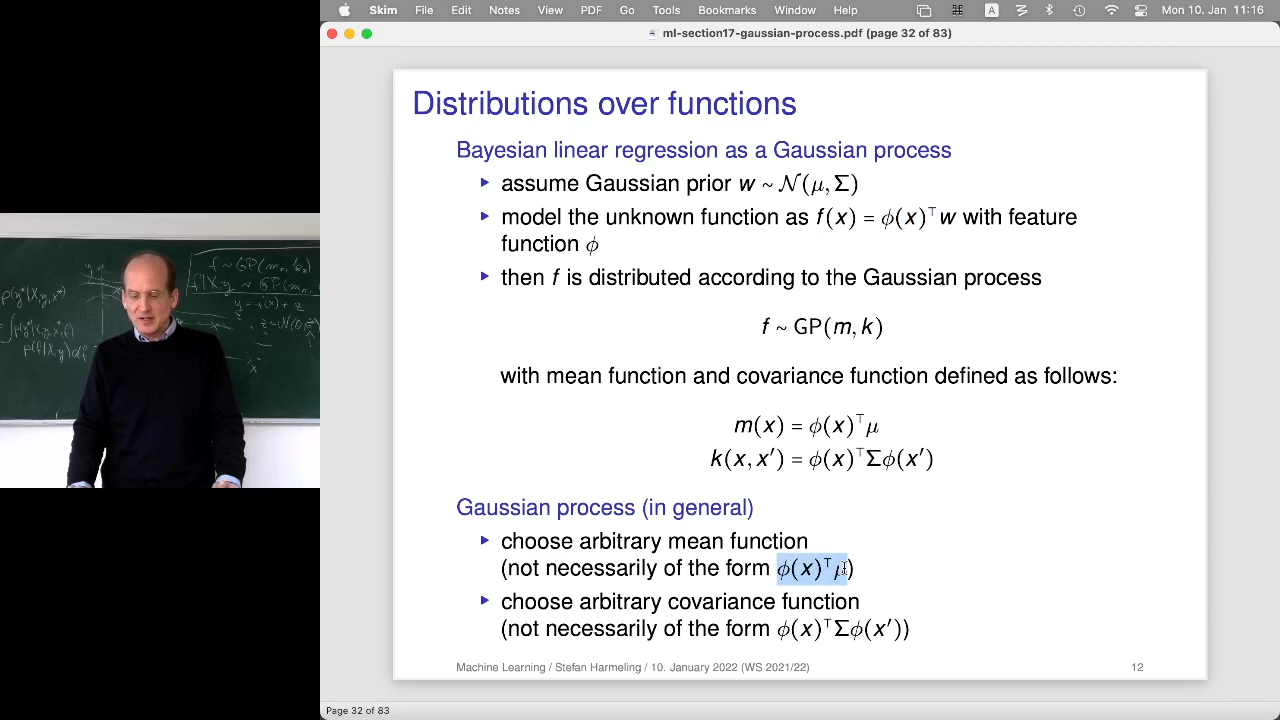 Skim File Edit Notes View PDF Go Tools Bookmarks Window Help A Mon 10. Jan 11:16
ml-section17-gaussian-process.pdf (page 32 of 83)
Distributions over functions
Bayesian linear regression as a Gaussian process
▸ assume Gaussian prior w ~ 𝒩(μ, Σ)
▸ model the unknown function as f(x) = ϕ(x)⊤w with feature
function ϕ
▸ then f is distributed according to the Gaussian process
f ~ GP(m, k)
with mean function and covariance function defined as follows:
m(x) = ϕ(x)⊤μ
k(x, x′) = ϕ(x)⊤Σϕ(x′)
Gaussian process (in general)
▸ choose arbitrary mean function
(not necessarily of the form ϕ(x)⊤μ)
▸ choose arbitrary covariance function
(not necessarily of the form ϕ(x)⊤Σϕ(x′))
Machine Learning / Stefan Harmeling / 10. January 2022 (WS 2021/22) 12
Page 32 of 83